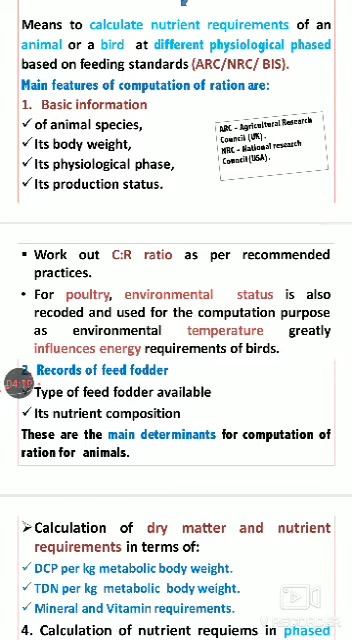 Means to calculate nutrient requirements of an
animal or a bird at different physiological phased
based on feeding standards (ARC/NRC/ BIS).
Main features of computation of ration are:
1. Basic information
✓ of animal species,
✓ Its body weight,
✓ Its physiological phase,
✓ Its production status.
ARC - Agricultural Research
Council (UK).
NRC - National research
Council (USA).
▪ Work out C:R ratio as per recommended
practices.
• For poultry, environmental status is also
recoded and used for the computation purpose
as environmental temperature greatly
influences energy requirements of birds.
2. Records of feed fodder
04:10
Type of feed fodder available
✓ Its nutrient composition
These are the main determinants for computation of
ration for animals.
➢ Calculation of dry matter and nutrient
requirements in terms of:
✓ DCP per kg metabolic body weight.
✓ TDN per kg metabolic body weight.
✓ Mineral and Vitamin requirements.
4. Calculation of nutrient requiems in phased
RECORDER